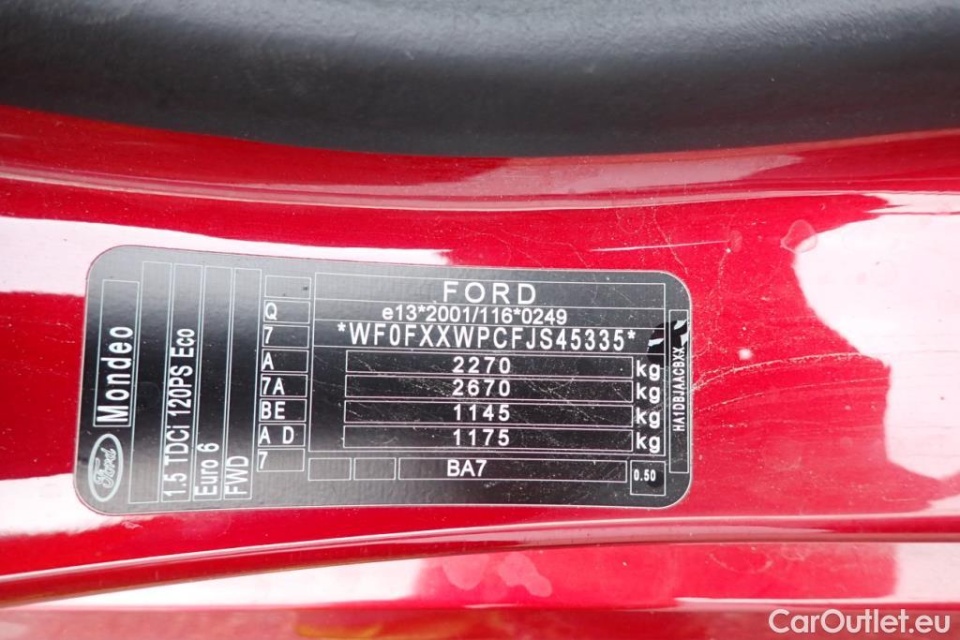 FORD
e13*2001/116*0249
*WF0FXXWPCFJS45335*
2270 kg
2670 kg
1145 kg
1175 kg
BA7
0.50
Q
7
A
7A
BE
A D
7
Ford
Mondeo
1.5 TDCi 120PS Eco
Euro 6
FWD
HA1DBJAACBXX
CarOutlet.eu